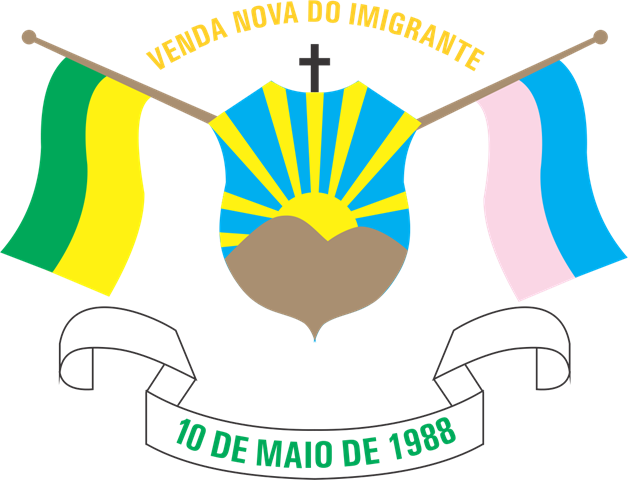 VENDA NOVA DO IMIGRANTE
10 DE MAIO DE 1988